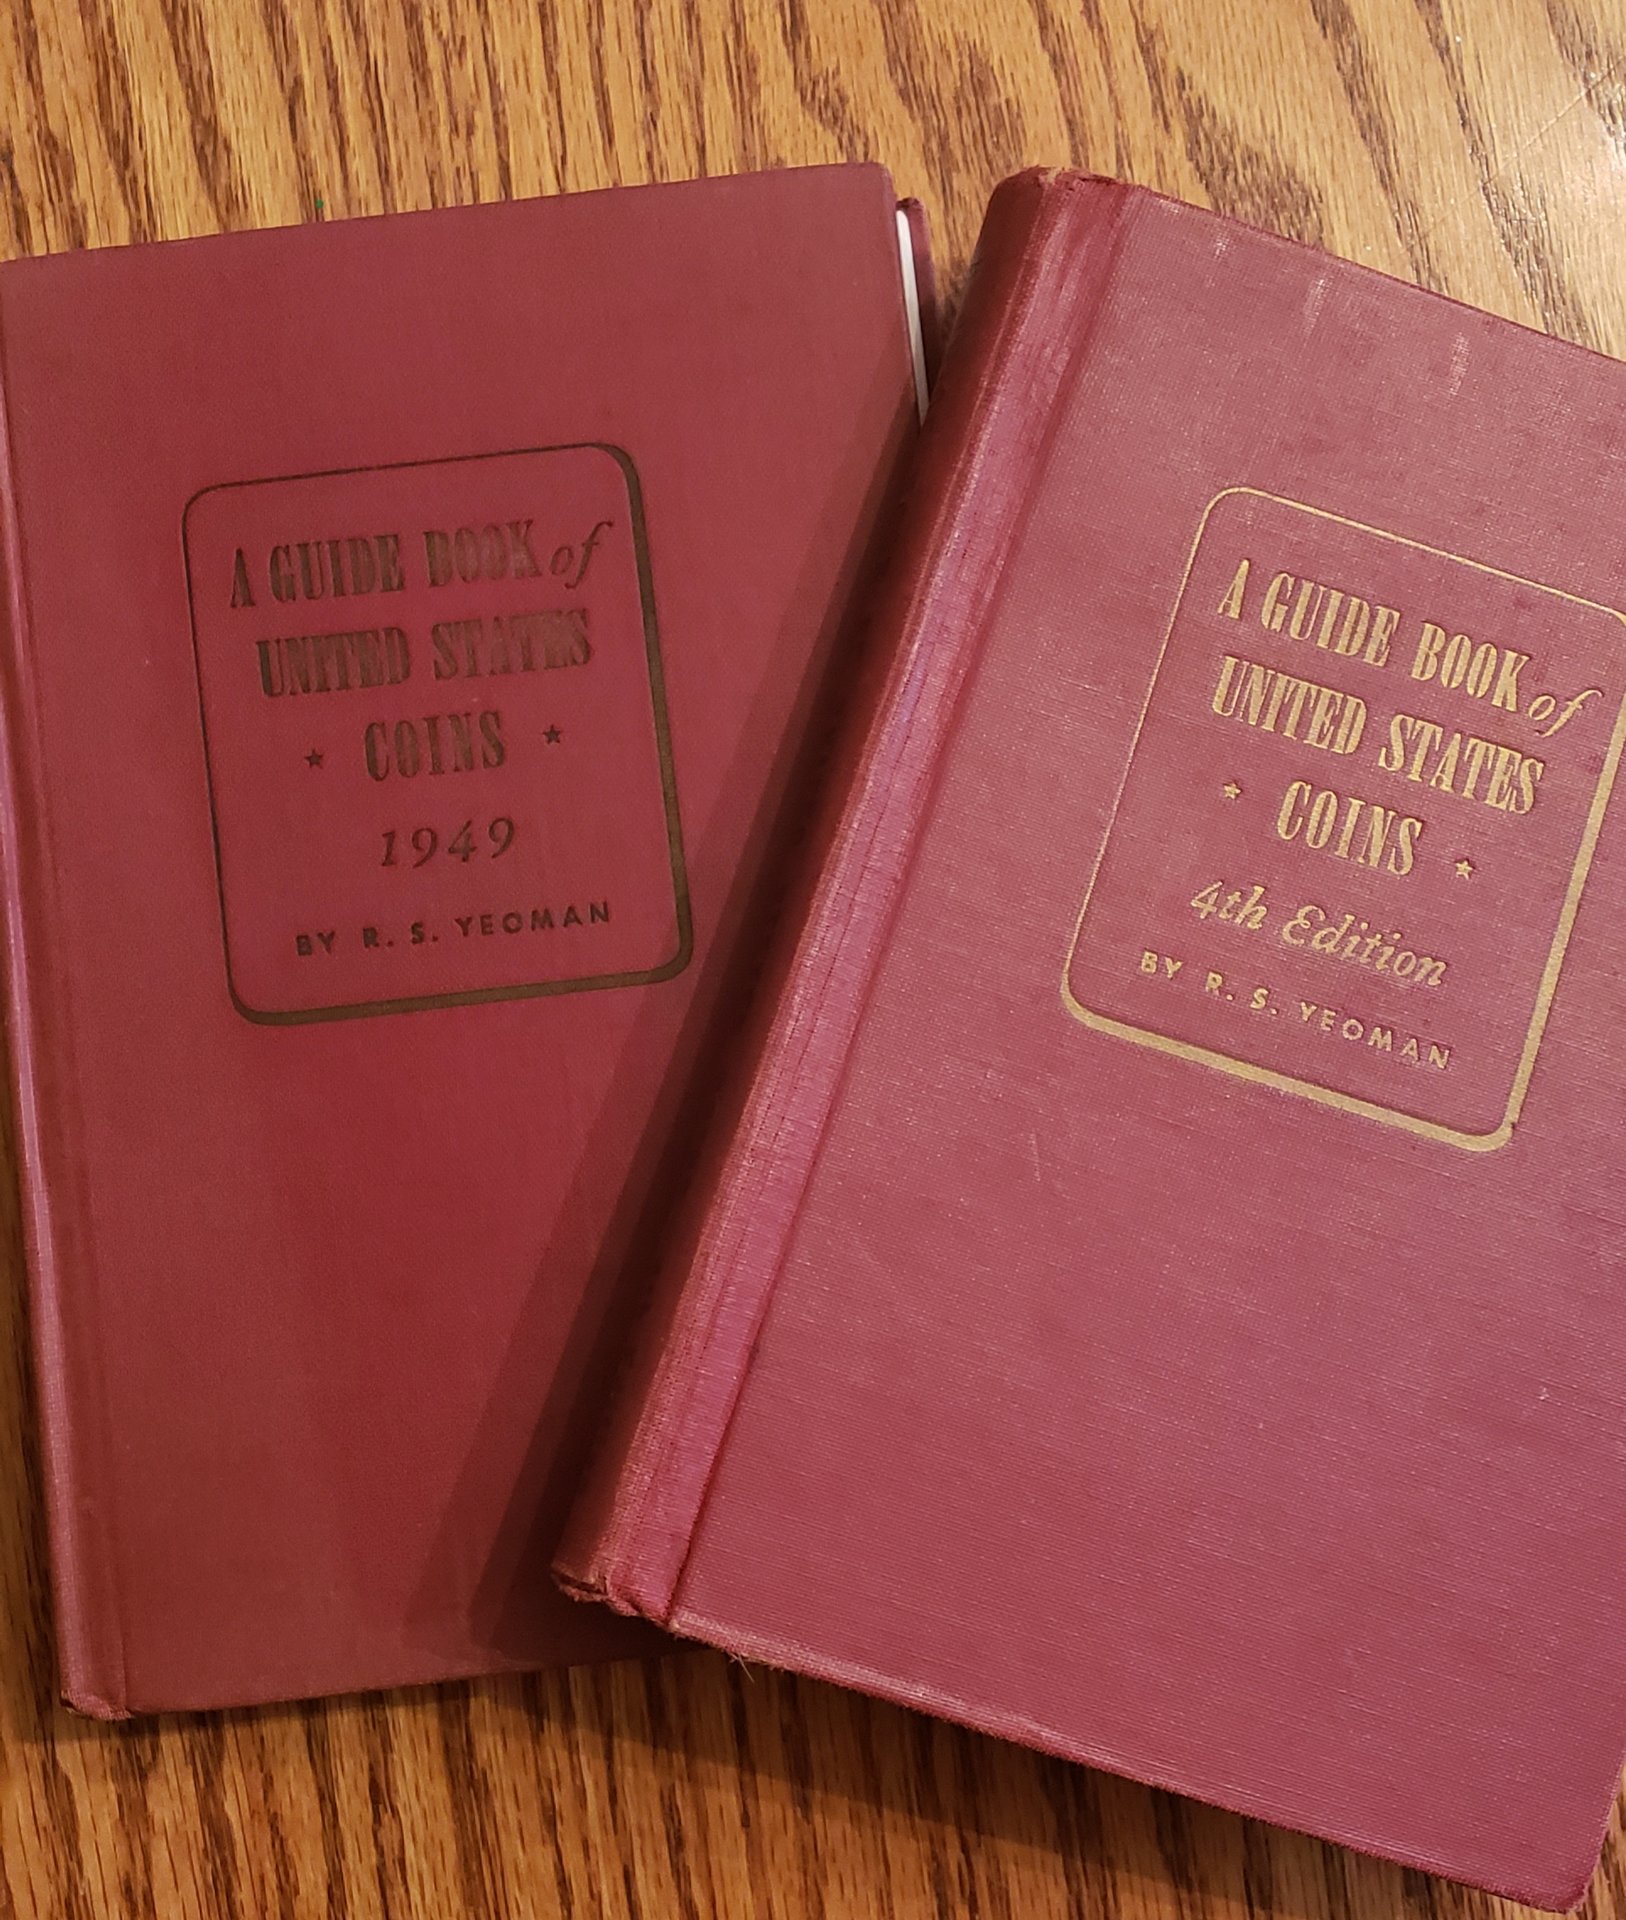 A GUIDE BOOK of
UNITED STATES
★ COINS ★
1949
BY R. S. YEOMAN
A GUIDE BOOK of
UNITED STATES
★ COINS ★
4th Edition
BY R. S. YEOMAN